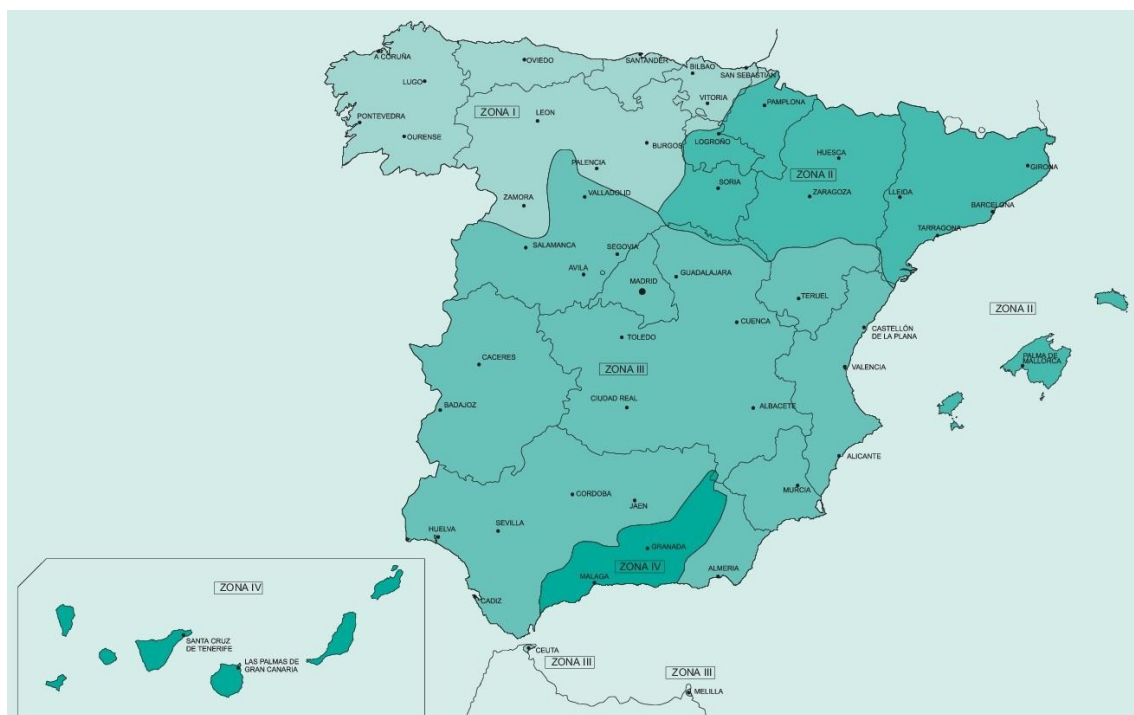 A CORUÑA
OVIEDO
SANTANDER
BILBAO
SAN SEBASTIAN
LUGO
VITORIA
PAMPLONA
ZONA I
LEON
PONTEVEDRA
OURENSE
BURGOS
LOGROÑO
HUESCA
GIRONA
PALENCIA
ZONA II
SORIA
ZAMORA
VALLADOLID
ZARAGOZA
LLEIDA
BARCELONA
TARRAGONA
SALAMANCA
SEGOVIA
AVILA
MADRID
GUADALAJARA
TERUEL
ZONA II
CUENCA
CASTELLÓN
DE LA PLANA
TOLEDO
CACERES
PALMA DE
MALLORCA
ZONA III
VALENCIA
BADAJOZ
CIUDAD REAL
ALBACETE
ALICANTE
MURCIA
CORDOBA
JAEN
HUELVA
SEVILLA
GRANADA
ZONA IV
MALAGA
ALMERIA
CADIZ
ZONA IV
SANTA CRUZ
DE TENERIFE
LAS PALMAS DE
GRAN CANARIA
CEUTA
ZONA III
ZONA III
MELILLA